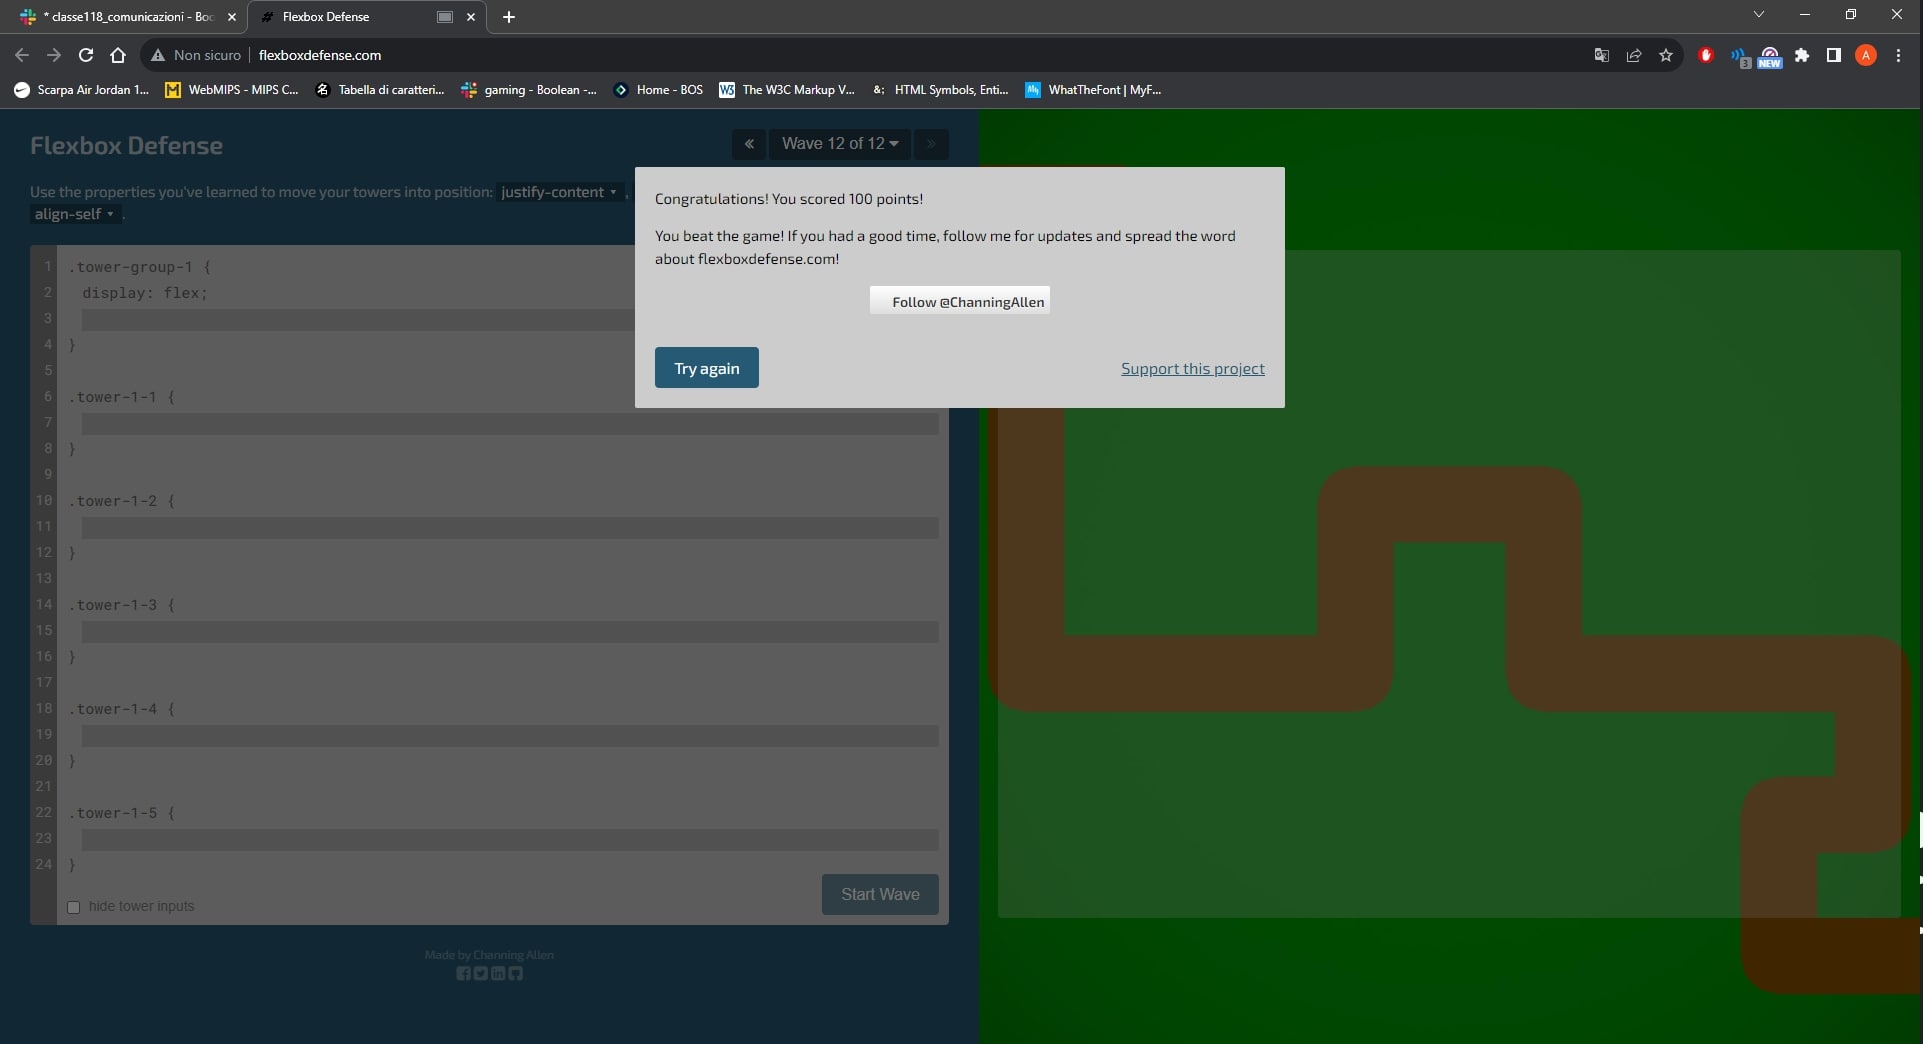 * classe118_comunicazioni - Boo
Flexbox Defense
Non sicuro
flexboxdefense.com
3
NEW
A
Scarpa Air Jordan 1...
WebMIPS - MIPS C...
Tabella di caratteri...
gaming - Boolean -...
Home - BOS
The W3C Markup V...
HTML Symbols, Enti...
WhatTheFont | MyF...
Flexbox Defense
«
Wave 12 of 12
»
Use the properties you've learned to move your towers into position: justify-content ,
align-self .
Congratulations! You scored 100 points!
You beat the game! If you had a good time, follow me for updates and spread the word
about flexboxdefense.com!
Follow @ChanningAllen
Try again
Support this project
1 .tower-group-1 {
2 display: flex;
3
4 }
5
6 .tower-1-1 {
7
8 }
9
10 .tower-1-2 {
11
12 }
13
14 .tower-1-3 {
15
16 }
17
18 .tower-1-4 {
19
20 }
21
22 .tower-1-5 {
23
24 }
hide tower inputs
Start Wave
Made by Channing Allen